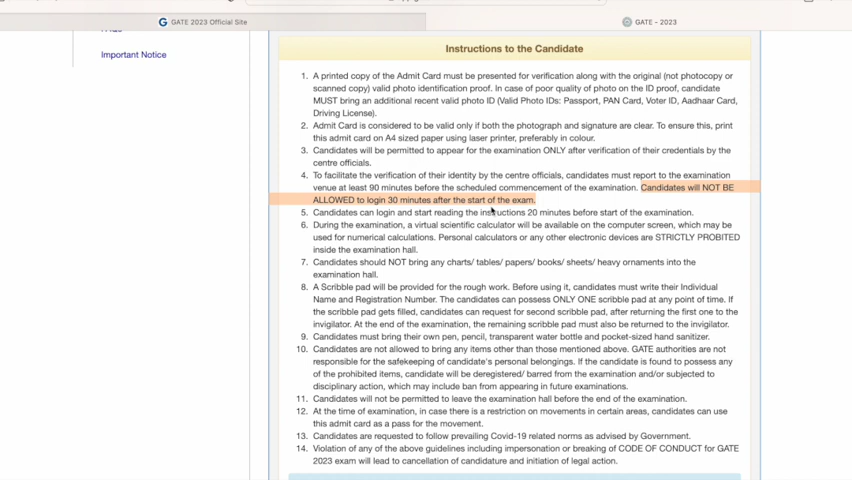 GATE 2023 Official Site
GATE - 2023
Important Notice
Instructions to the Candidate
1. A printed copy of the Admit Card must be presented for verification along with the original (not photocopy or
scanned copy) valid photo identification proof. In case of poor quality of photo on the ID proof, candidate
MUST bring an additional recent valid photo ID (Valid Photo IDs: Passport, PAN Card, Voter ID, Aadhaar Card,
Driving License).
2. Admit Card is considered to be valid only if both the photograph and signature are clear. To ensure this, print
this admit card on A4 sized paper using laser printer, preferably in colour.
3. Candidates will be permitted to appear for the examination ONLY after verification of their credentials by the
centre officials.
4. To facilitate the verification of their identity by the centre officials, candidates must report to the examination
venue at least 90 minutes before the scheduled commencement of the examination. Candidates will NOT BE
ALLOWED to login 30 minutes after the start of the exam.
5. Candidates can login and start reading the instructions 20 minutes before start of the examination.
6. During the examination, a virtual scientific calculator will be available on the computer screen, which may be
used for numerical calculations. Personal calculators or any other electronic devices are STRICTLY PROBITED
inside the examination hall.
7. Candidates should NOT bring any charts/ tables/ papers/ books/ sheets/ heavy ornaments into the
examination hall.
8. A Scribble pad will be provided for the rough work. Before using it, candidates must write their Individual
Name and Registration Number. The candidates can possess ONLY ONE scribble pad at any point of time. If
the scribble pad gets filled, candidates can request for second scribble pad, after returning the first one to the
invigilator. At the end of the examination, the remaining scribble pad must also be returned to the invigilator.
9. Candidates must bring their own pen, pencil, transparent water bottle and pocket-sized hand sanitizer.
10. Candidates are not allowed to bring any items other than those mentioned above. GATE authorities are not
responsible for the safekeeping of candidate's personal belongings. If the candidate is found to possess any
of the prohibited items, candidate will be deregistered/ barred from the examination and/or subjected to
disciplinary action, which may include ban from appearing in future examinations.
11. Candidates will not be permitted to leave the examination hall before the end of the examination.
12. At the time of examination, in case there is a restriction on movements in certain areas, candidates can use
this admit card as a pass for the movement.
13. Candidates are requested to follow prevailing Covid-19 related norms as advised by Government.
14. Violation of any of the above guidelines including impersonation or breaking of CODE OF CONDUCT for GATE
2023 exam will lead to cancellation of candidature and initiation of legal action.